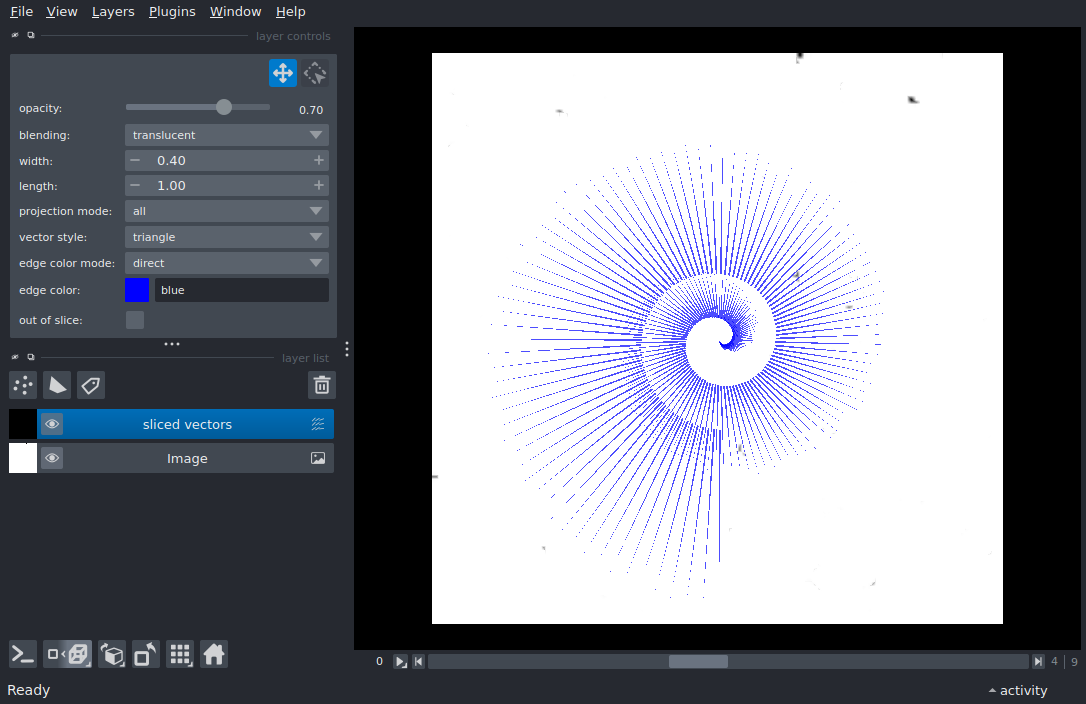 File View Layers Plugins Window Help
layer controls
opacity: 0.70
blending: translucent
width: 0.40
length: 1.00
projection mode: all
vector style: triangle
edge color mode: direct
edge color: blue
out of slice:
layer list
sliced vectors
Image
0 4 9
Ready activity